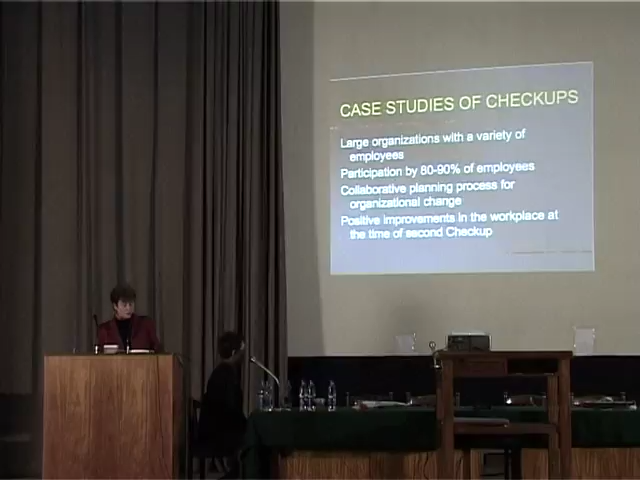 CASE STUDIES OF CHECKUPS
Large organizations with a variety of
employees
Participation by 80-90% of employees
Collaborative planning process for
organizational change
Positive improvements in the workplace at
the time of second Checkup